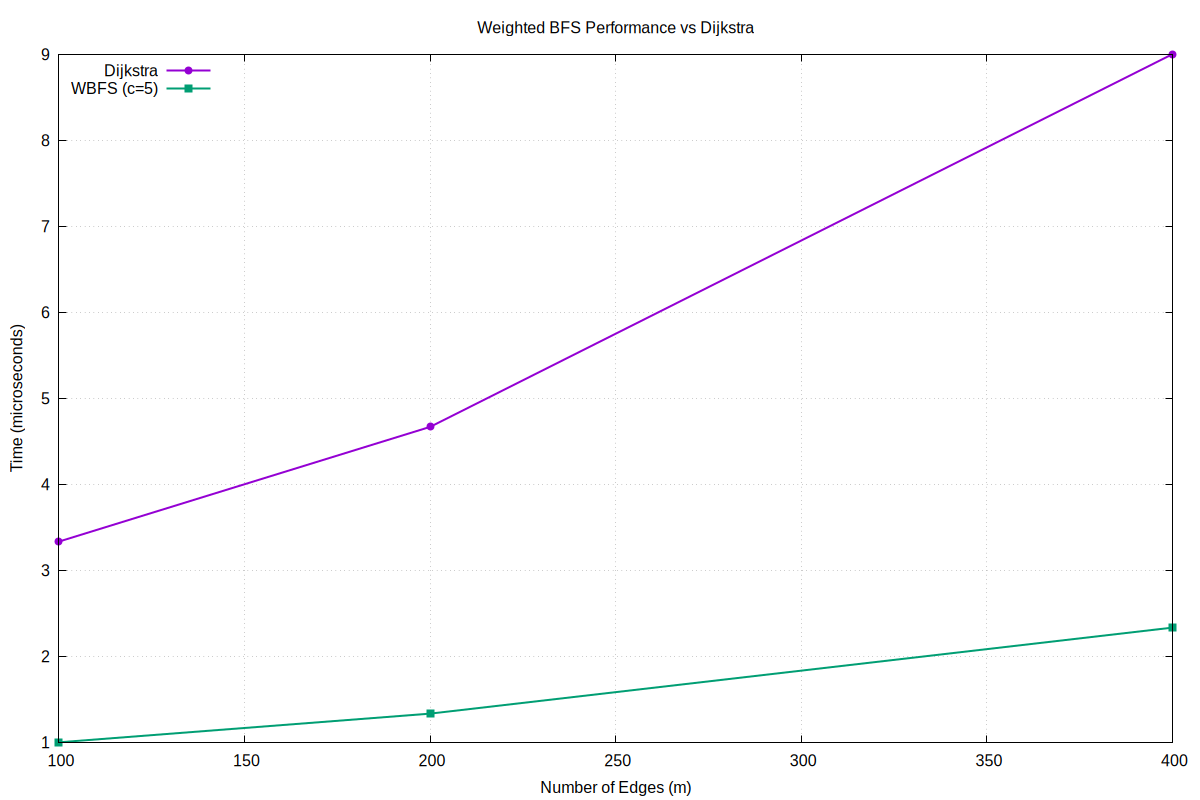 Weighted BFS Performance vs Dijkstra
Dijkstra
WBFS (c=5)
9
8
7
6
5
4
3
2
1
Time (microseconds)
100 150 200 250 300 350 400
Number of Edges (m)